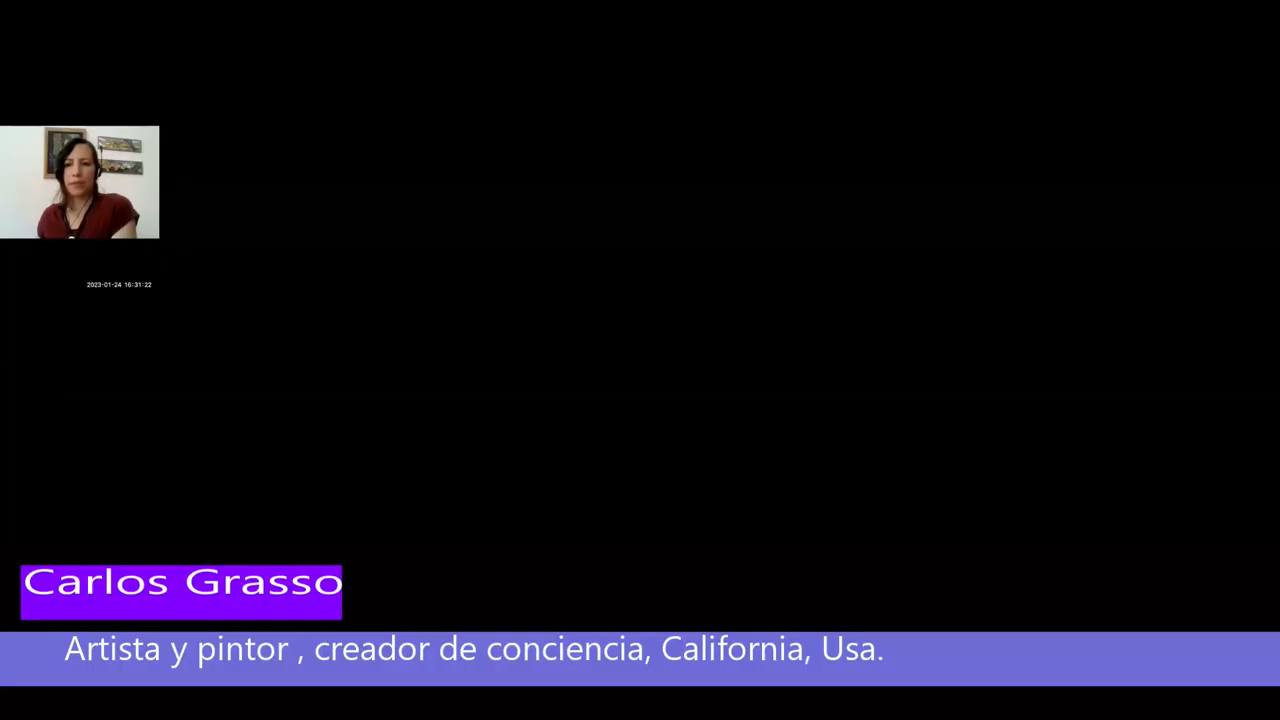 2023-01-24 16:31:22
Carlos Grasso
Artista y pintor , creador de conciencia, California, Usa.